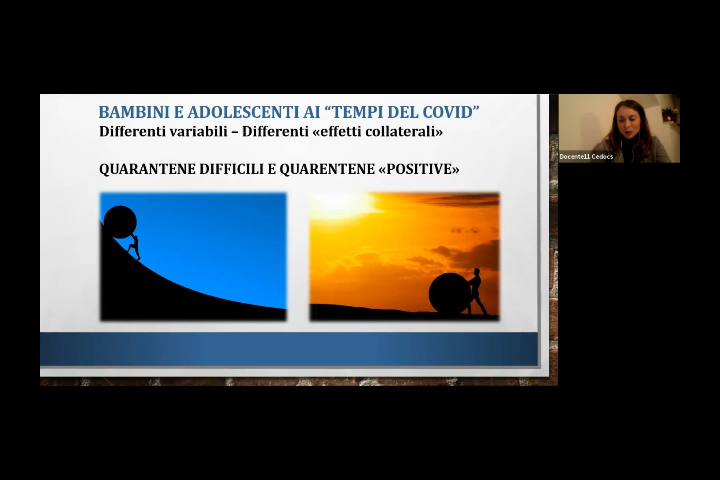 BAMBINI E ADOLESCENTI AI “TEMPI DEL COVID”
Differenti variabili – Differenti «effetti collaterali»
QUARANTENE DIFFICILI E QUARENTENE «POSITIVE»
Docente11 Cedocs